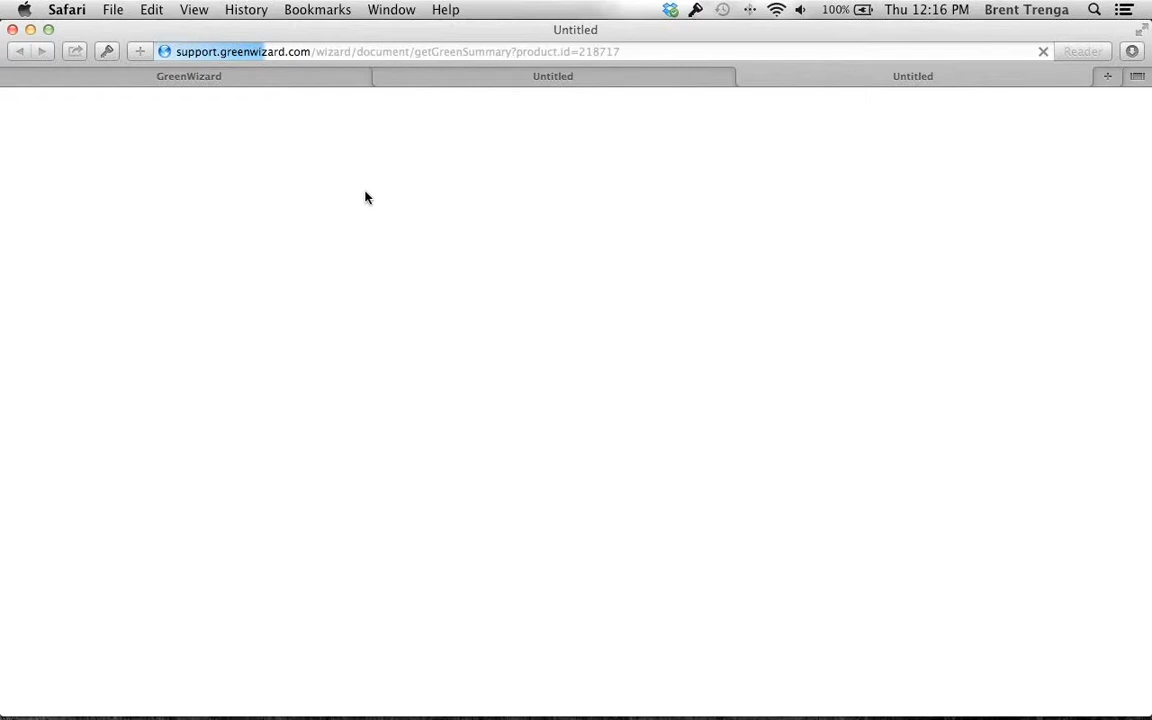 Safari File Edit View History Bookmarks Window Help 100% Thu 12:16 PM Brent Trenga
Untitled
support.greenwizard.com/wizard/document/getGreenSummary?product.id=218717 Reader
GreenWizard Untitled Untitled